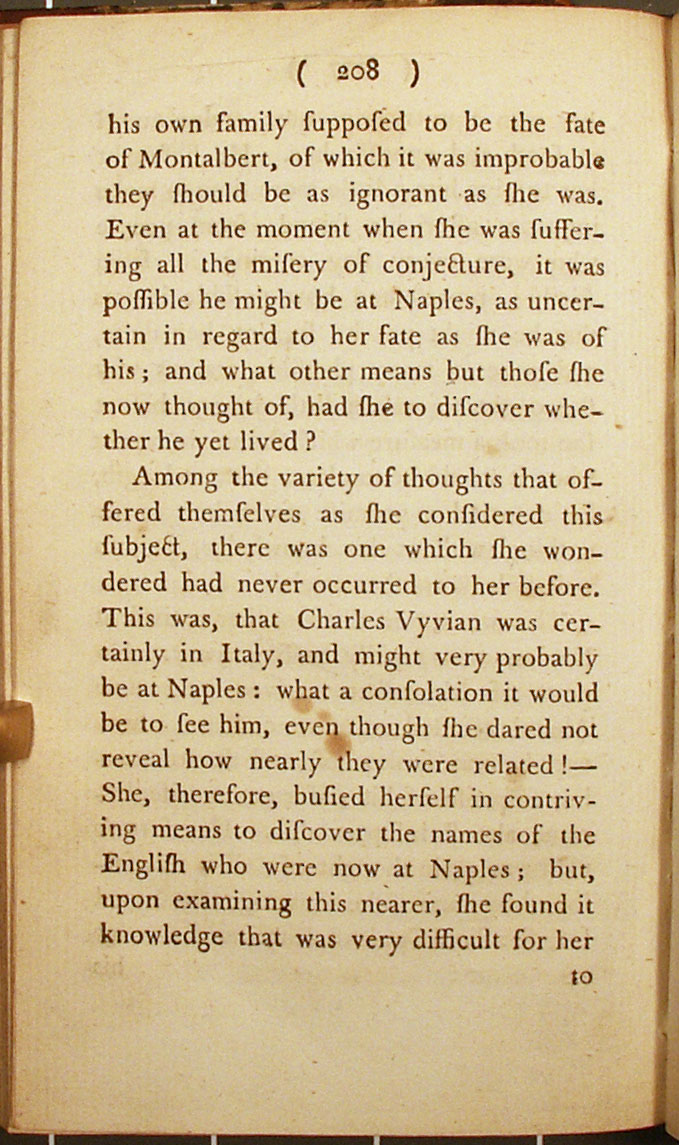 ( 208 )
his own family ſuppoſed to be the fate
of Montalbert, of which it was improbable
they ſhould be as ignorant as ſhe was.
Even at the moment when ſhe was ſuffer-
ing all the miſery of conjecture, it was
poſſible he might be at Naples, as uncer-
tain in regard to her fate as ſhe was of
his; and what other means but thoſe ſhe
now thought of, had ſhe to diſcover whe-
ther he yet lived?
Among the variety of thoughts that of-
fered themſelves as ſhe conſidered this
ſubject, there was one which ſhe won-
dered had never occurred to her before.
This was, that Charles Vyvian was cer-
tainly in Italy, and might very probably
be at Naples: what a conſolation it would
be to ſee him, even though ſhe dared not
reveal how nearly they were related!—
She, therefore, buſied herſelf in contriv-
ing means to diſcover the names of the
Engliſh who were now at Naples; but,
upon examining this nearer, ſhe found it
knowledge that was very difficult for her
to